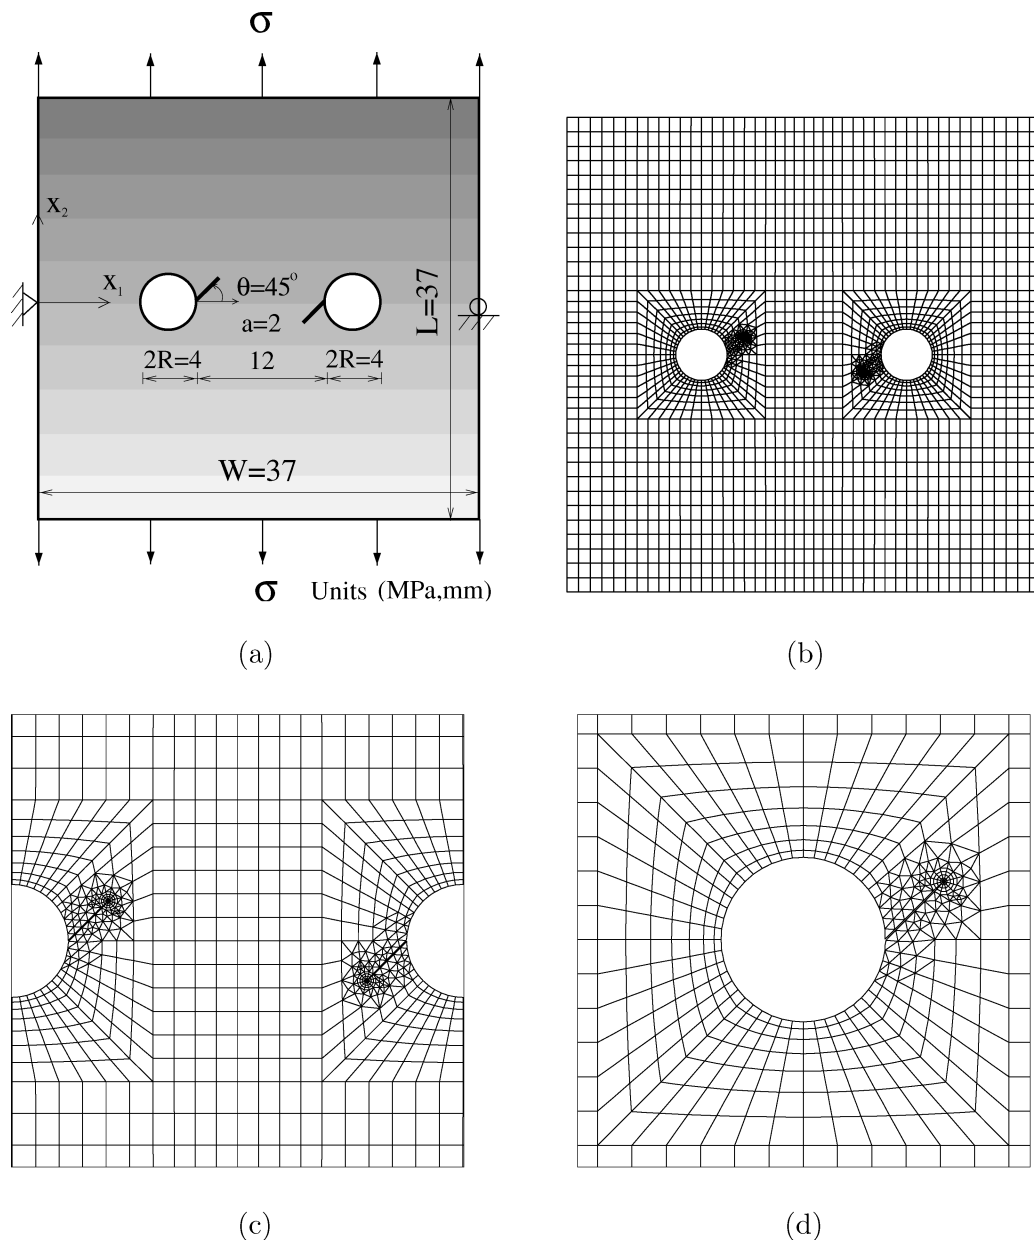 σ
x₂
x₁
θ=45°
a=2
L=37
2R=4
12
2R=4
W=37
σ
Units (MPa,mm)
(a)
(b)
(c)
(d)